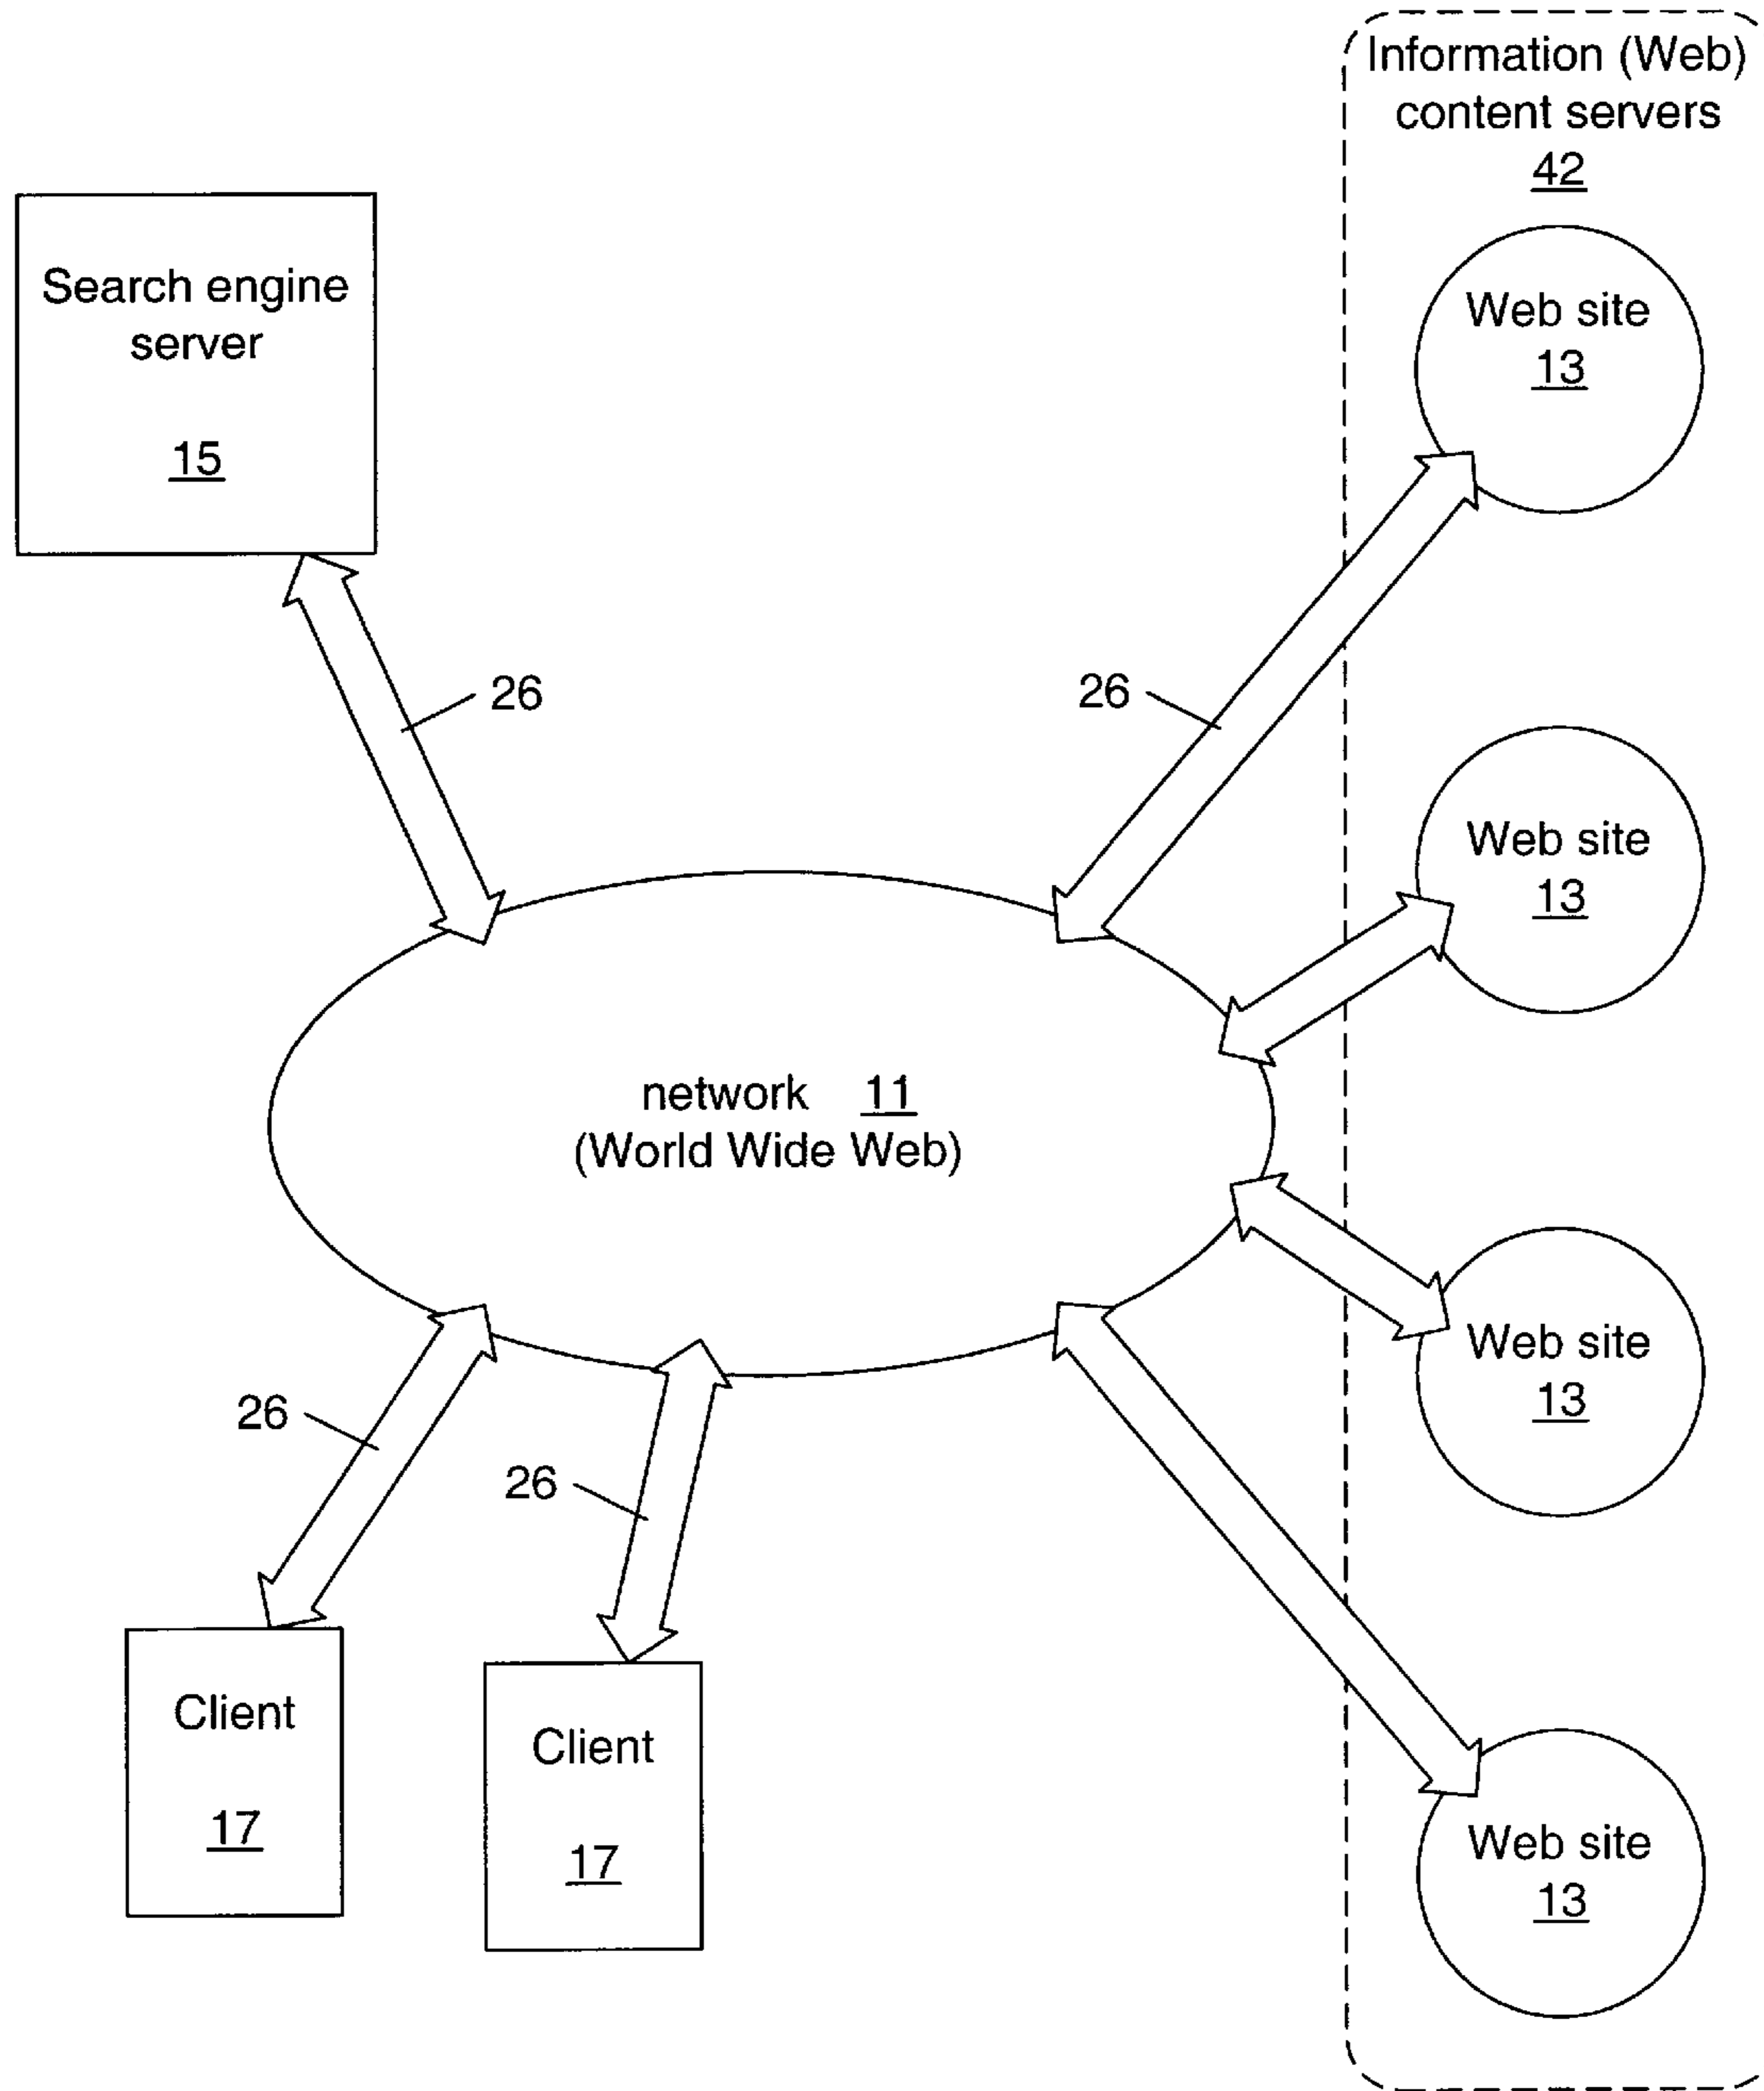 Information (Web)
content servers
42
Search engine
server
15
Web site
13
26
26
Web site
13
network 11
(World Wide Web)
Web site
13
26
26
Client
17
Client
17
Web site
13